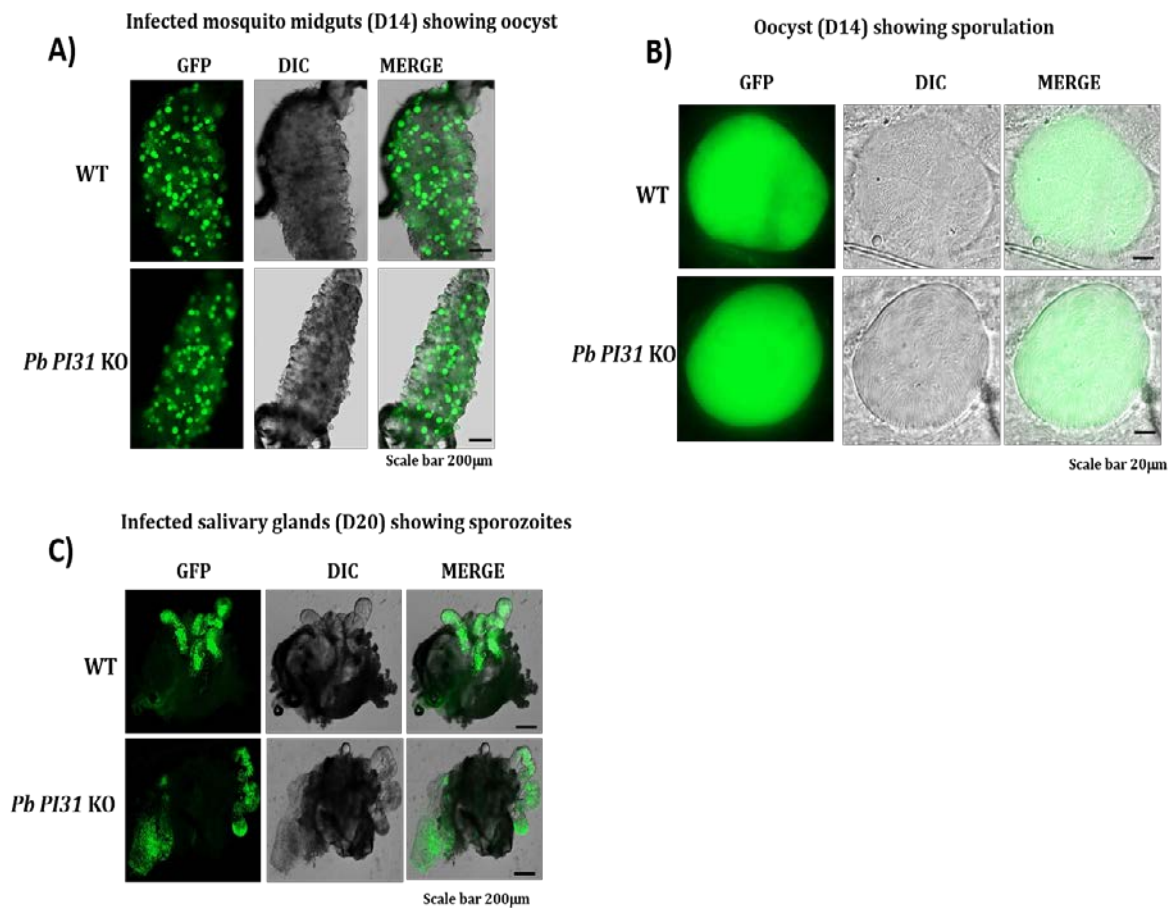 Infected mosquito midguts (D14) showing oocyst
A)
GFP DIC MERGE
WT
Pb PI31 KO
Scale bar 200µm
Oocyst (D14) showing sporulation
B)
GFP DIC MERGE
WT
Pb PI31 KO
Scale bar 20µm
Infected salivary glands (D20) showing sporozoites
C)
GFP DIC MERGE
WT
Pb PI31 KO
Scale bar 200µm